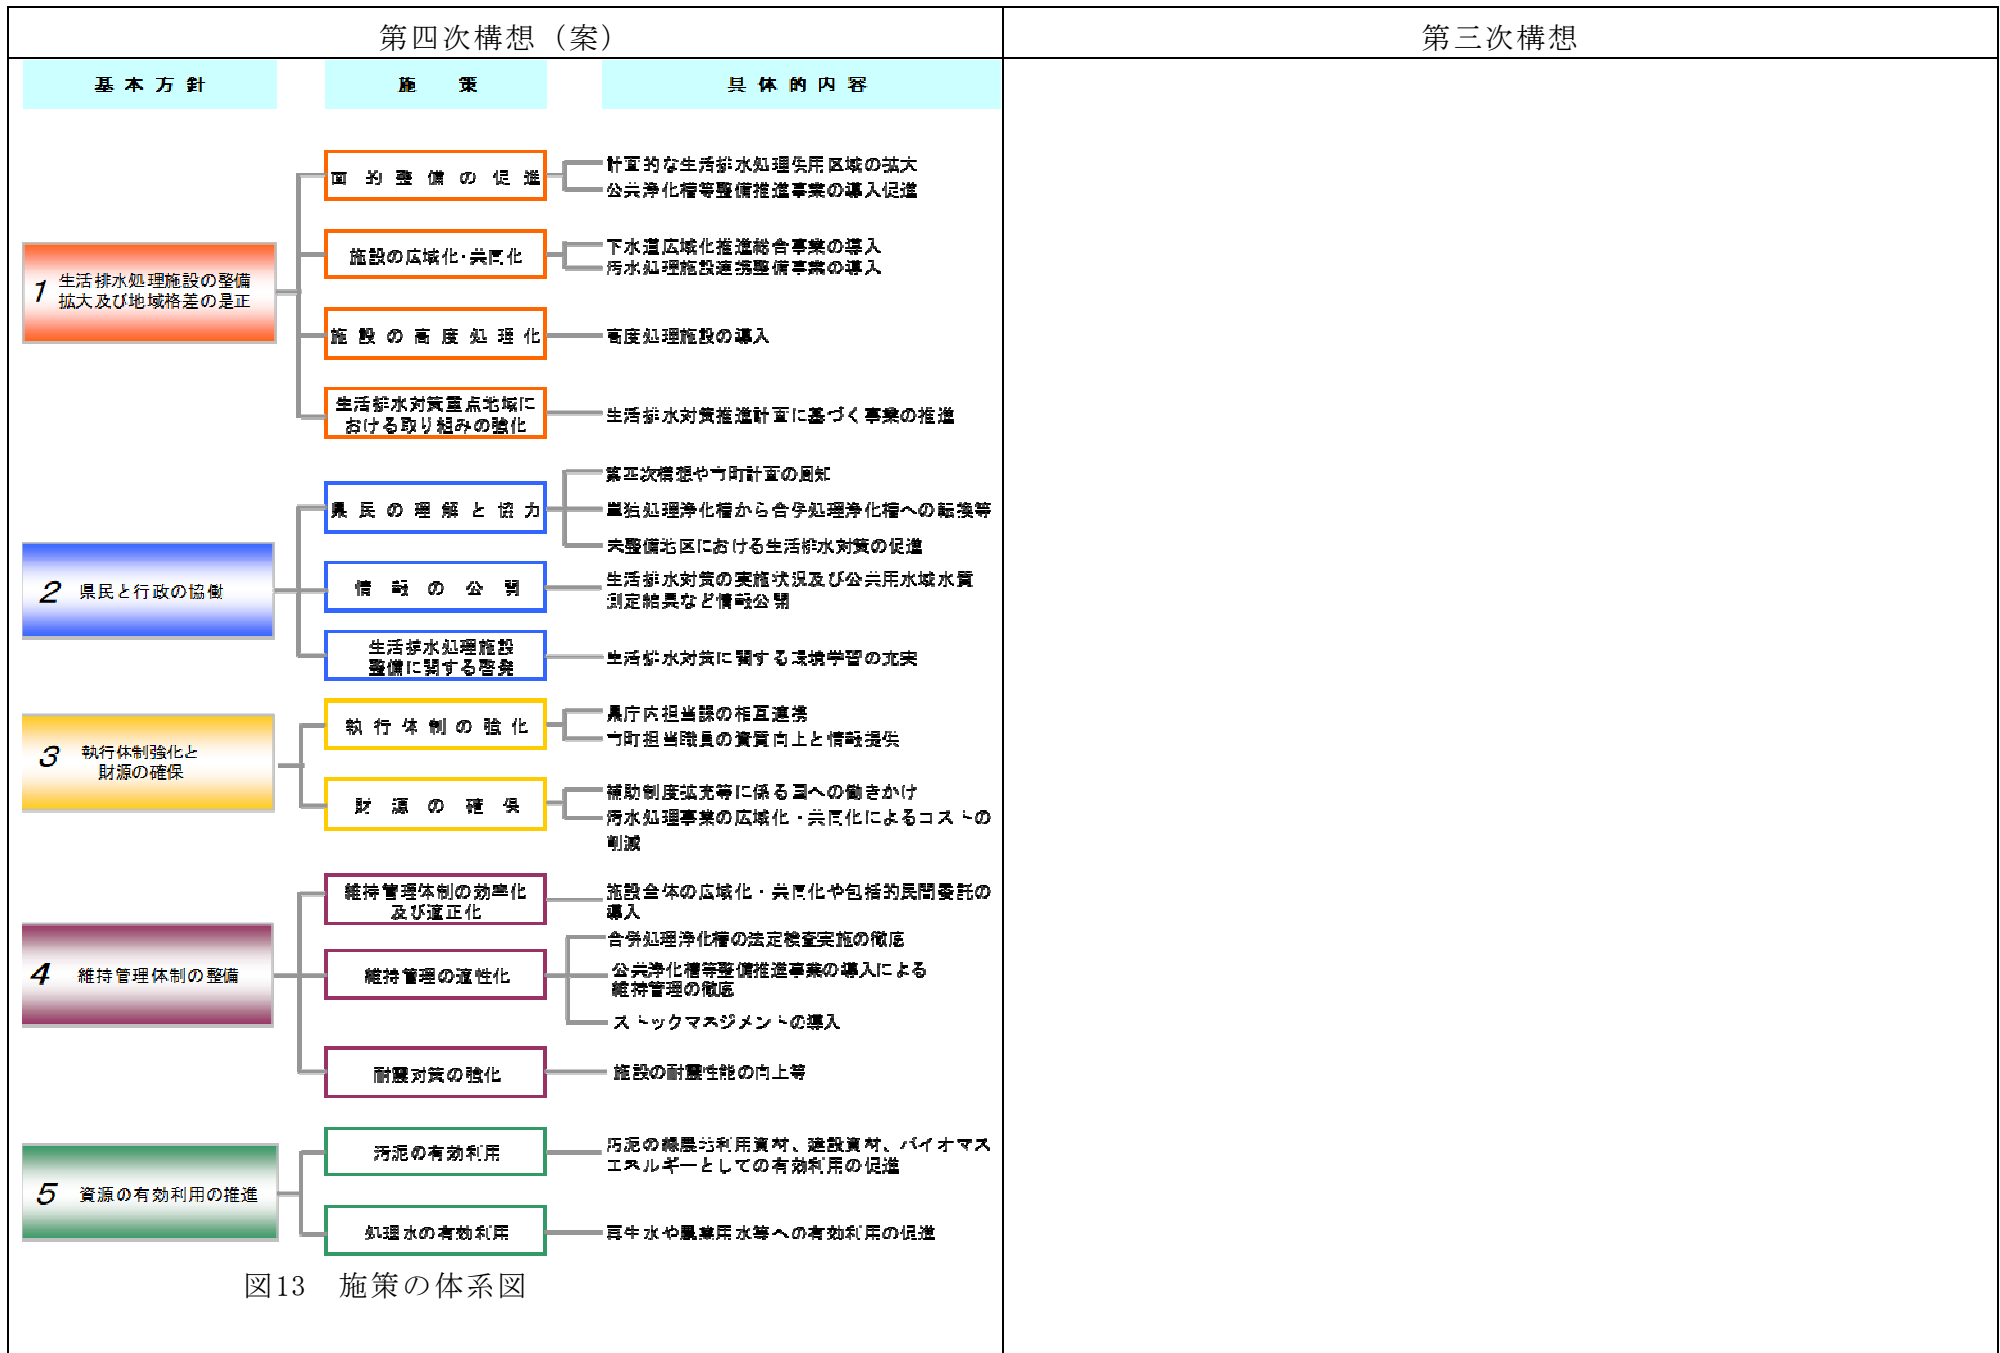 第四次構想（案）
第三次構想
基本方針
施策
具体的内容
1 生活排水処理施設の整備
拡大及び地域格差の是正
面的整備の促進
計画的な生活排水処理供用区域の拡大
公共浄化槽等整備推進事業の導入促進
施設の広域化・共同化
下水道広域化推進総合事業の導入
汚水処理施設連携整備事業の導入
施設の高度処理化
高度処理施設の導入
生活排水対策重点地域に
おける取り組みの強化
生活排水対策推進計画に基づく事業の推進
2 県民と行政の協働
県民の理解と協力
第四次構想や市町計画の周知
単独処理浄化槽から合併処理浄化槽への転換等
未整備地区における生活排水対策の促進
情報の公開
生活排水対策の実施状況及び公共用水域水質
測定結果など情報公開
生活排水処理施設
整備に関する啓発
生活排水対策に関する環境学習の充実
3 執行体制強化と
財源の確保
執行体制の強化
県庁内担当課の相互連携
市町担当職員の資質向上と情報提供
財源の確保
補助制度拡充等に係る国への働きかけ
汚水処理事業の広域化・共同化によるコストの
削減
4 維持管理体制の整備
維持管理体制の効率化
及び適正化
施設全体の広域化・共同化や包括的民間委託の
導入
維持管理の適性化
合併処理浄化槽の法定検査実施の徹底
公共浄化槽等整備推進事業の導入による
維持管理の徹底
ストックマネジメントの導入
耐震対策の強化
施設の耐震性能の向上等
5 資源の有効利用の推進
汚泥の有効利用
汚泥の緑農地利用資材、建設資材、バイオマス
エネルギーとしての有効利用の促進
処理水の有効利用
再生水や農業用水等への有効利用の促進
図13 施策の体系図